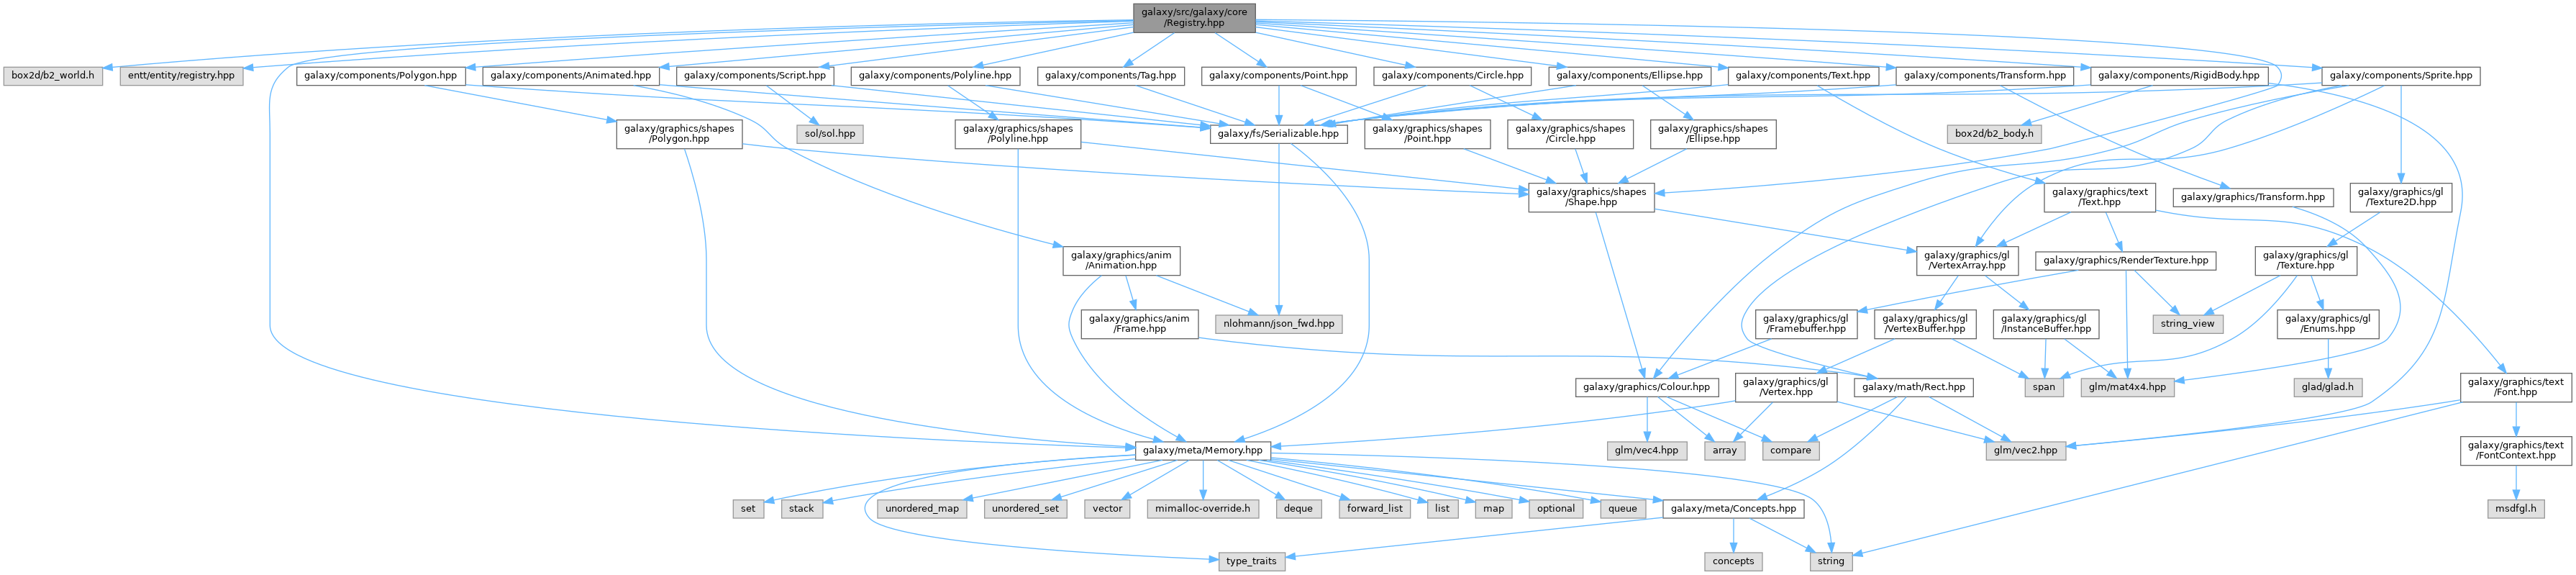 galaxy/src/galaxy/core
/Registry.hpp
box2d/b2_world.h
entt/entity/registry.hpp
galaxy/components/Polygon.hpp
galaxy/components/Animated.hpp
galaxy/components/Script.hpp
galaxy/components/Polyline.hpp
galaxy/components/Tag.hpp
galaxy/components/Point.hpp
galaxy/components/Circle.hpp
galaxy/components/Ellipse.hpp
galaxy/components/Text.hpp
galaxy/components/Transform.hpp
galaxy/components/RigidBody.hpp
galaxy/components/Sprite.hpp
galaxy/graphics/shapes
/Polygon.hpp
sol/sol.hpp
galaxy/graphics/shapes
/Polyline.hpp
galaxy/fs/Serializable.hpp
galaxy/graphics/shapes
/Point.hpp
galaxy/graphics/shapes
/Circle.hpp
galaxy/graphics/shapes
/Ellipse.hpp
box2d/b2_body.h
galaxy/graphics/shapes
/Shape.hpp
galaxy/graphics/text
/Text.hpp
galaxy/graphics/Transform.hpp
galaxy/graphics/gl
/Texture2D.hpp
galaxy/graphics/anim
/Animation.hpp
galaxy/graphics/gl
/VertexArray.hpp
galaxy/graphics/RenderTexture.hpp
galaxy/graphics/gl
/Texture.hpp
galaxy/graphics/anim
/Frame.hpp
nlohmann/json_fwd.hpp
galaxy/graphics/gl
/Framebuffer.hpp
galaxy/graphics/gl
/VertexBuffer.hpp
galaxy/graphics/gl
/InstanceBuffer.hpp
string_view
galaxy/graphics/gl
/Enums.hpp
galaxy/graphics/Colour.hpp
galaxy/graphics/gl
/Vertex.hpp
galaxy/math/Rect.hpp
span
glm/mat4x4.hpp
glad/glad.h
galaxy/graphics/text
/Font.hpp
galaxy/meta/Memory.hpp
glm/vec4.hpp
array
compare
glm/vec2.hpp
galaxy/graphics/text
/FontContext.hpp
set
stack
unordered_map
unordered_set
vector
mimalloc-override.h
deque
forward_list
list
map
optional
queue
galaxy/meta/Concepts.hpp
msdfgl.h
type_traits
concepts
string